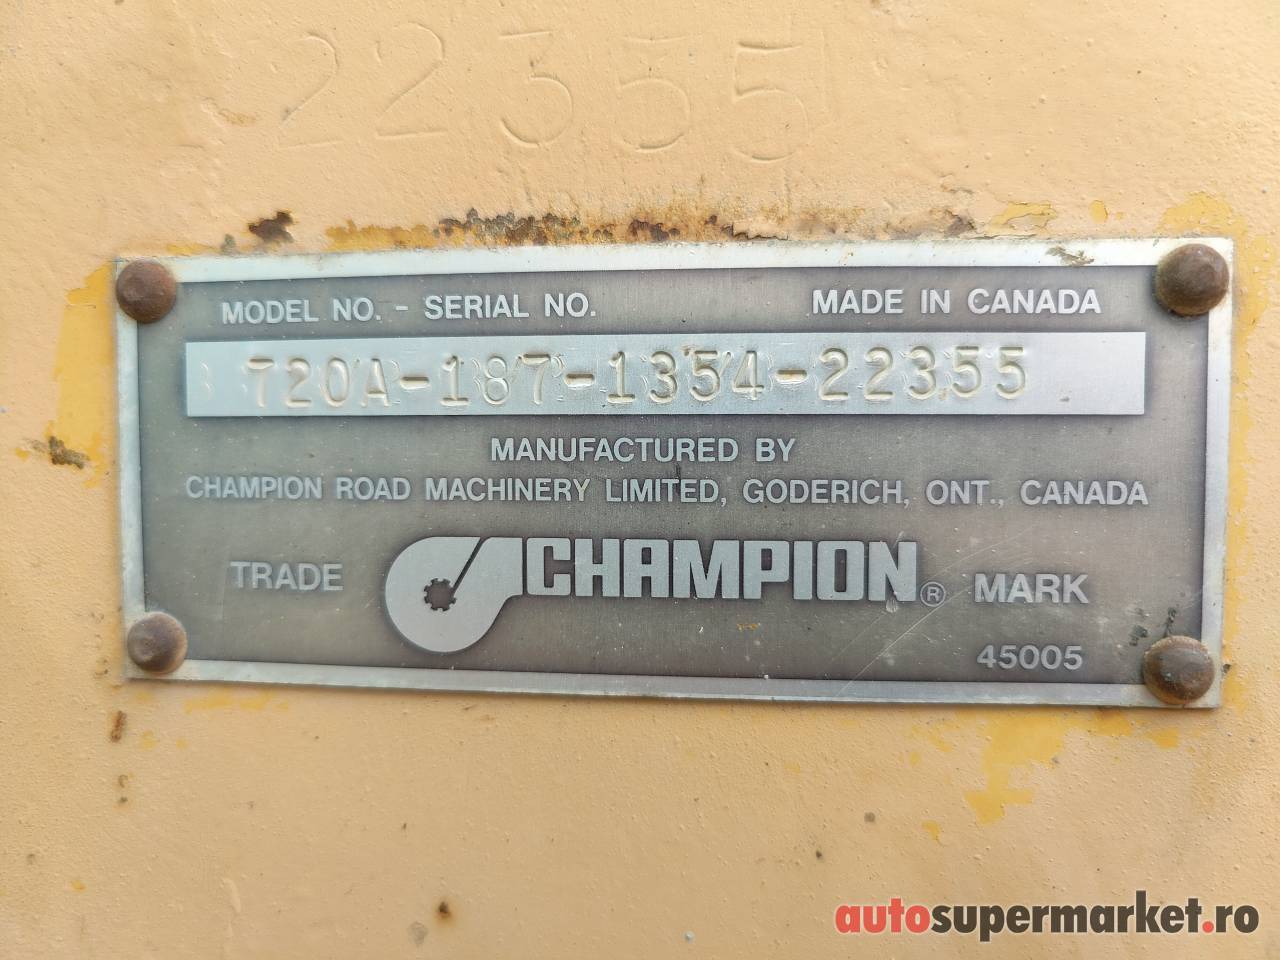 22355
MODEL NO. - SERIAL NO.
MADE IN CANADA
720A-187-1354-22355
MANUFACTURED BY
CHAMPION ROAD MACHINERY LIMITED, GODERICH, ONT., CANADA
TRADE CHAMPION® MARK
45005
autosupermarket.ro